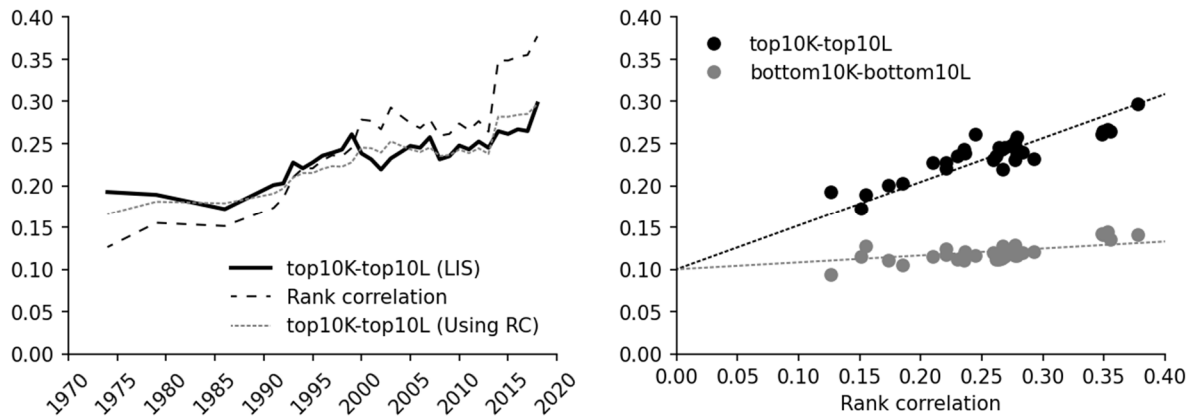 0.40
0.35
0.30
0.25
0.20
0.15
0.10
0.05
0.00
top10K-top10L (LIS)
Rank correlation
top10K-top10L (Using RC)
1970 1975 1980 1985 1990 1995 2000 2005 2010 2015 2020
0.40
0.35
0.30
0.25
0.20
0.15
0.10
0.05
0.00
top10K-top10L
bottom10K-bottom10L
0.00 0.05 0.10 0.15 0.20 0.25 0.30 0.35 0.40
Rank correlation